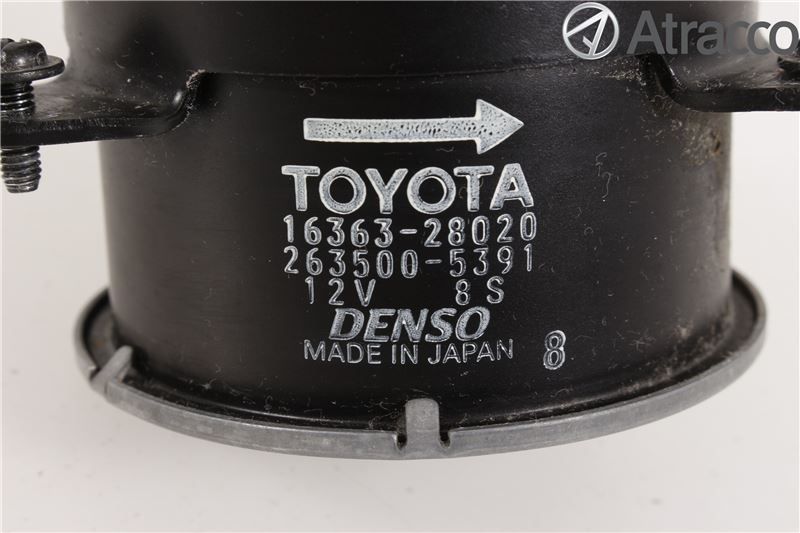 Atracco
TOYOTA
16363-28020
263500-5391
12V 8S
DENSO
MADE IN JAPAN 8